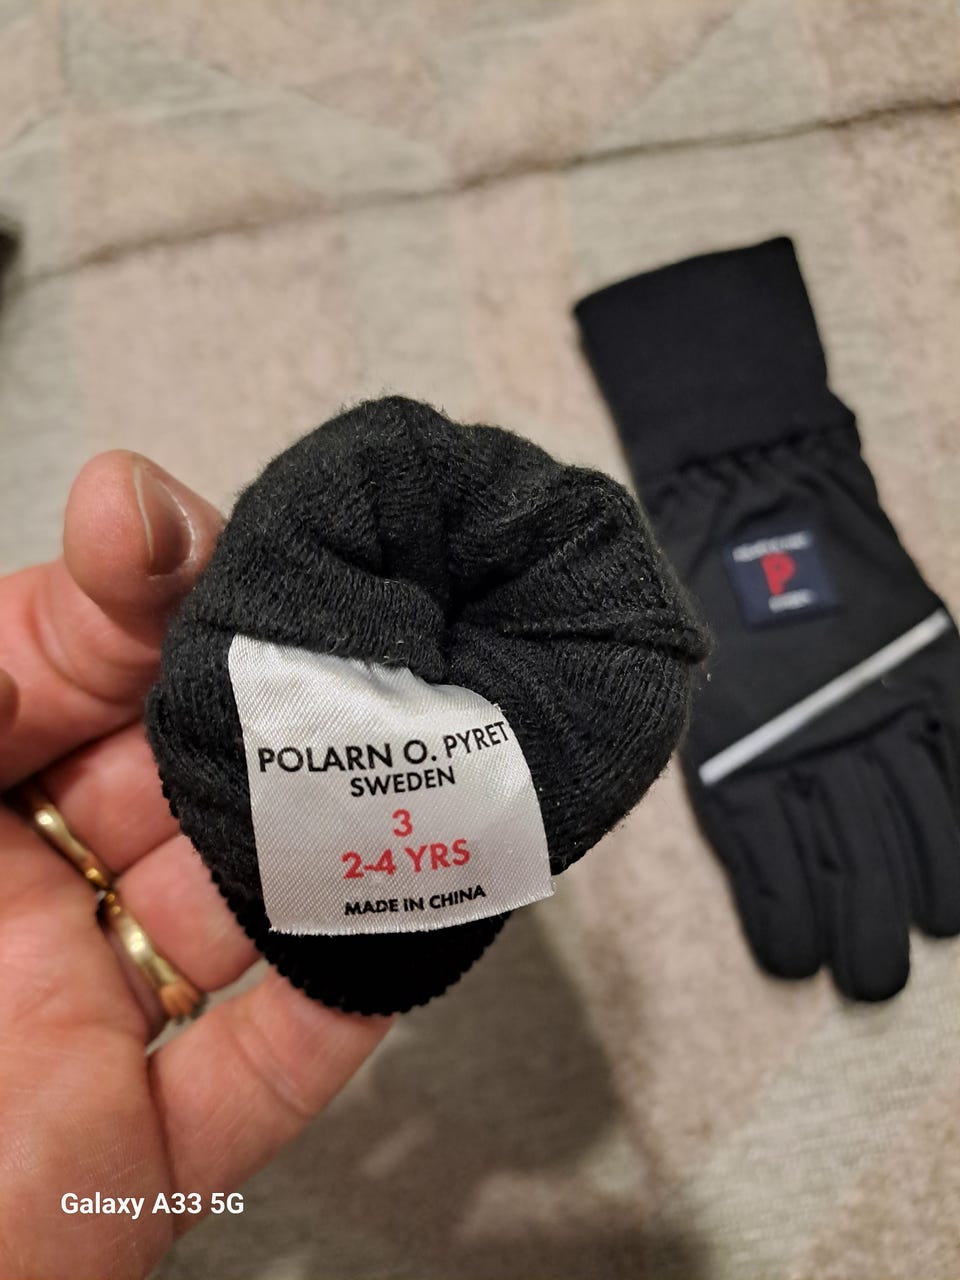 POLARN O. PYRET
SWEDEN
3
2-4 YRS
MADE IN CHINA
P
Galaxy A33 5G